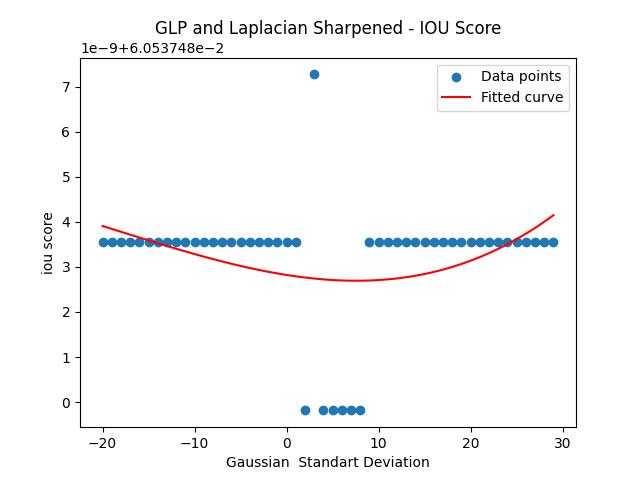 GLP and Laplacian Sharpened - IOU Score
1e-9+6.053748e-2
Data points
Fitted curve
7
6
5
4
3
2
1
0
iou score
−20
−10
0
10
20
30
Gaussian  Standart Deviation